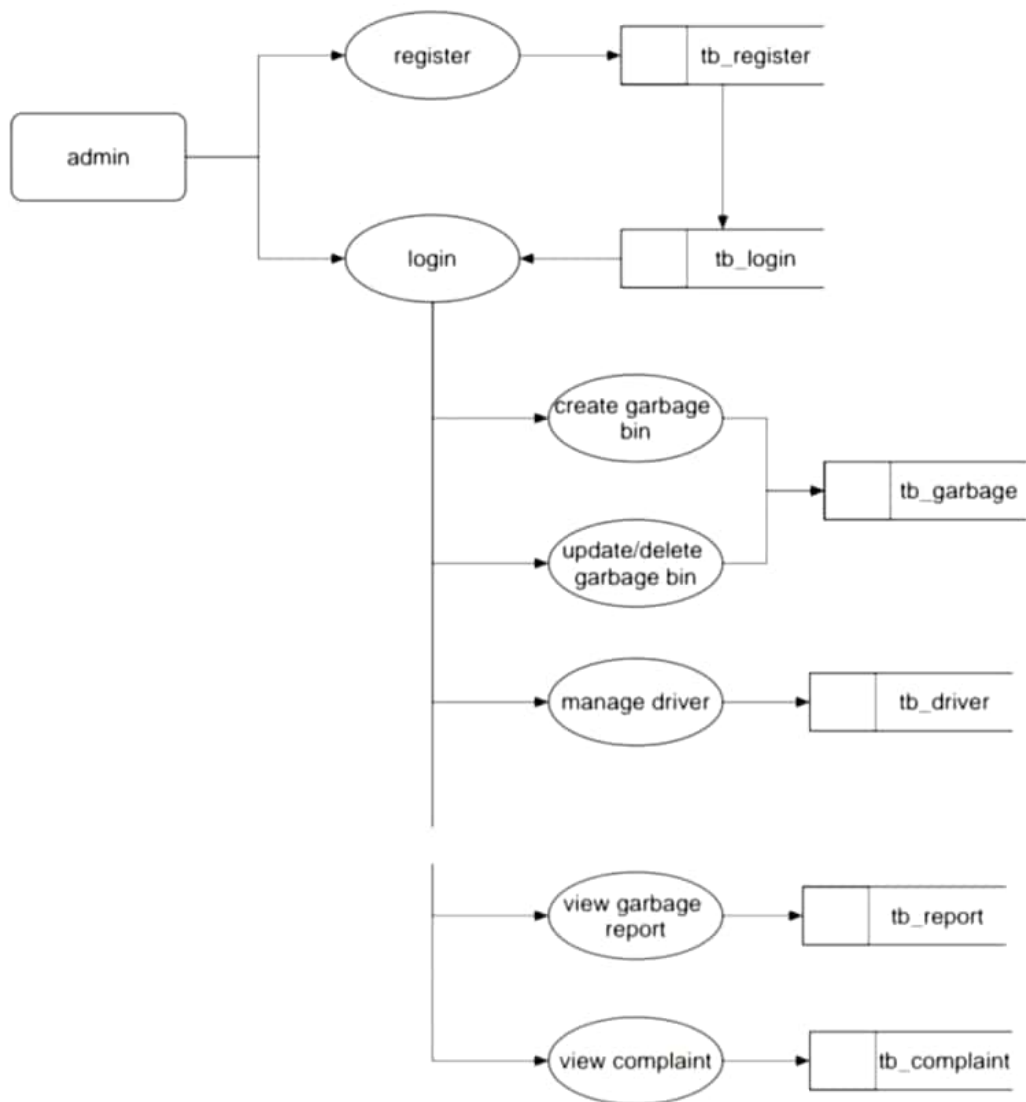 register
tb_register
admin
login
tb_login
create garbage
bin
tb_garbage
update/delete
garbage bin
manage driver
tb_driver
view garbage
report
tb_report
view complaint
tb_complaint